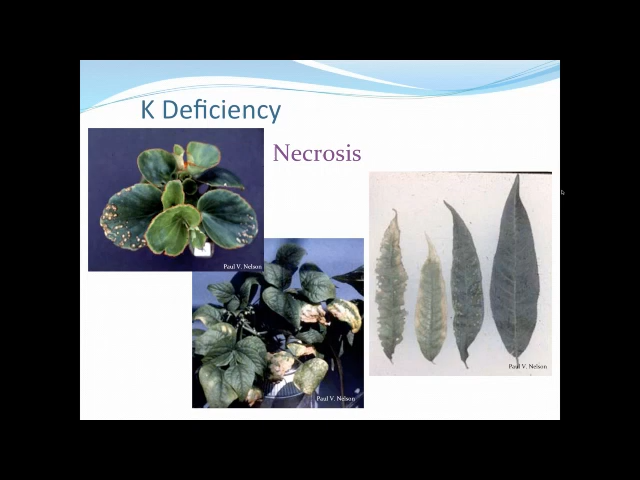 K Deficiency
Necrosis
Paul V. Nelson
Paul V. Nelson
Paul V. Nelson